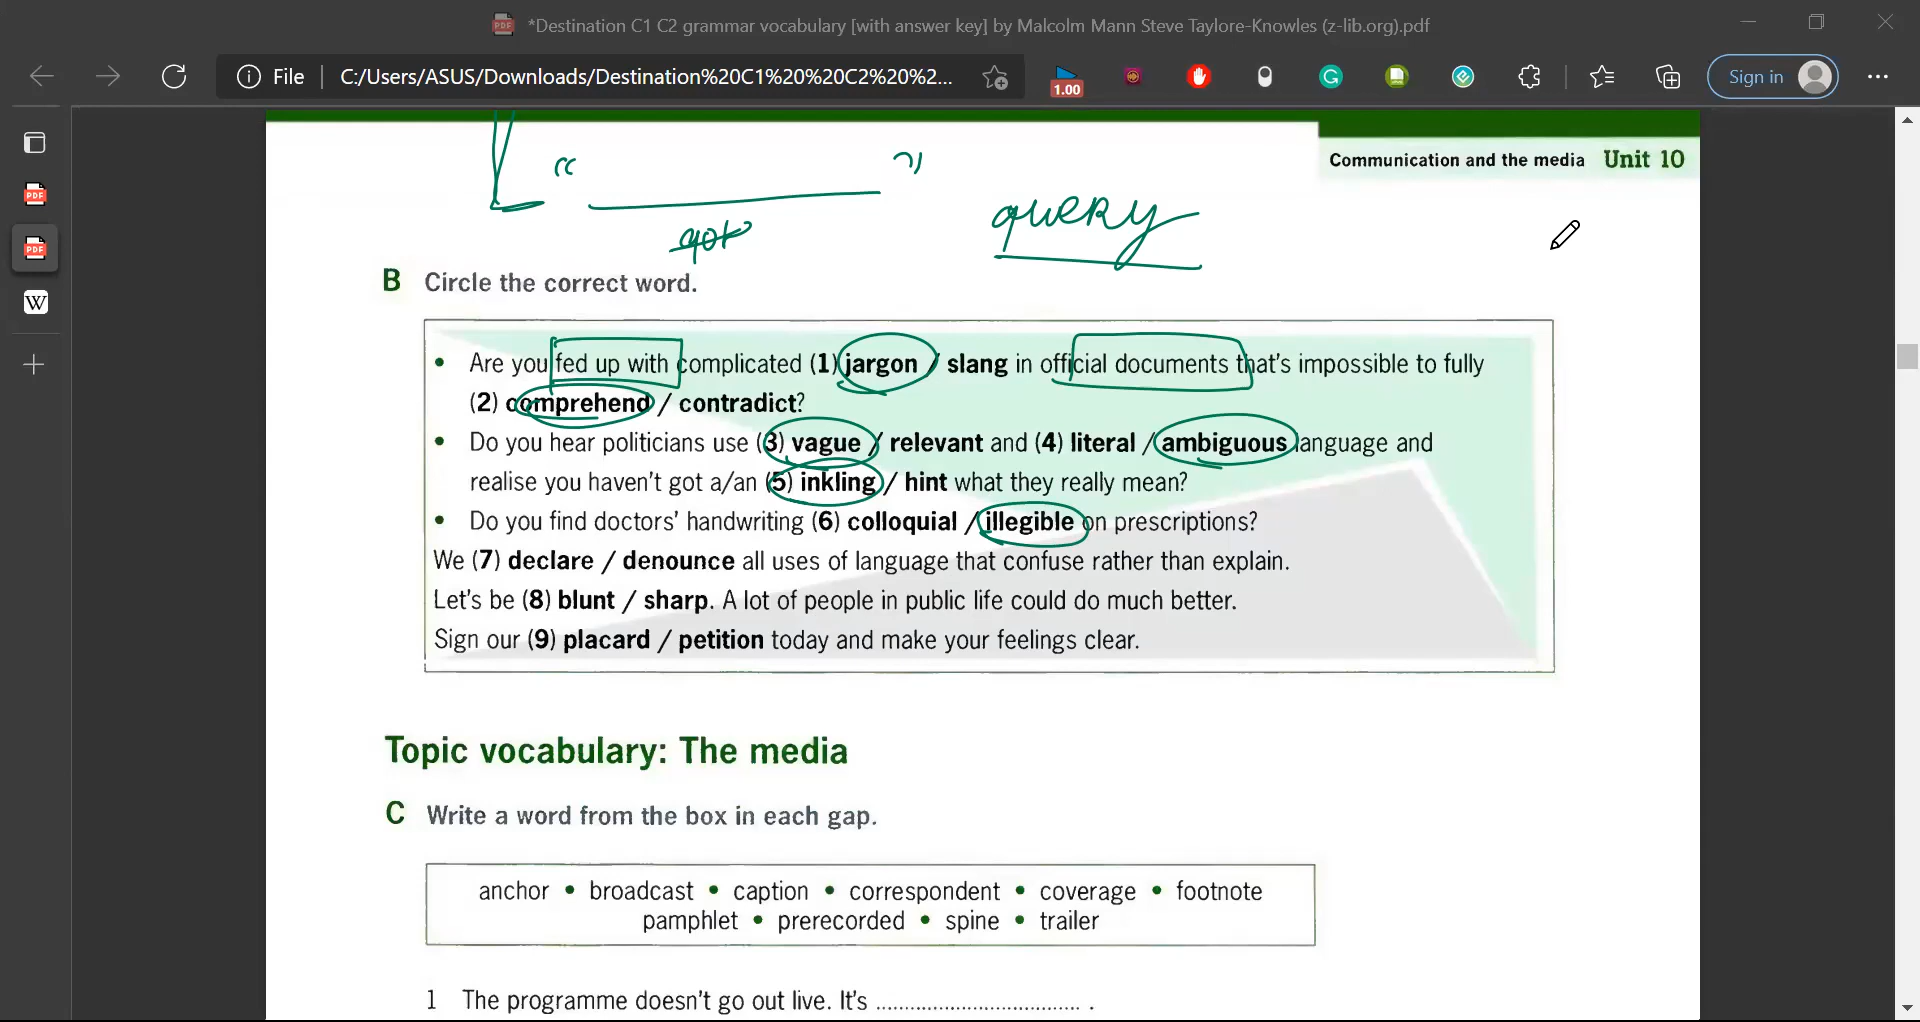 *Destination C1 C2 grammar vocabulary [with answer key] by Malcolm Mann Steve Taylore-Knowles (z-lib.org).pdf
File C:/Users/ASUS/Downloads/Destination%20C1%20%20C2%20%2... 1.00 Sign in
Communication and the media Unit 10
“ ”
query
got
B Circle the correct word.
• Are you fed up with complicated (1) jargon / slang in official documents that's impossible to fully
(2) comprehend / contradict?
• Do you hear politicians use (3) vague / relevant and (4) literal / ambiguous language and
realise you haven't got a/an (5) inkling / hint what they really mean?
• Do you find doctors' handwriting (6) colloquial / illegible on prescriptions?
We (7) declare / denounce all uses of language that confuse rather than explain.
Let's be (8) blunt / sharp. A lot of people in public life could do much better.
Sign our (9) placard / petition today and make your feelings clear.
Topic vocabulary: The media
C Write a word from the box in each gap.
anchor • broadcast • caption • correspondent • coverage • footnote
pamphlet • prerecorded • spine • trailer
1 The programme doesn't go out live. It's .................................. .